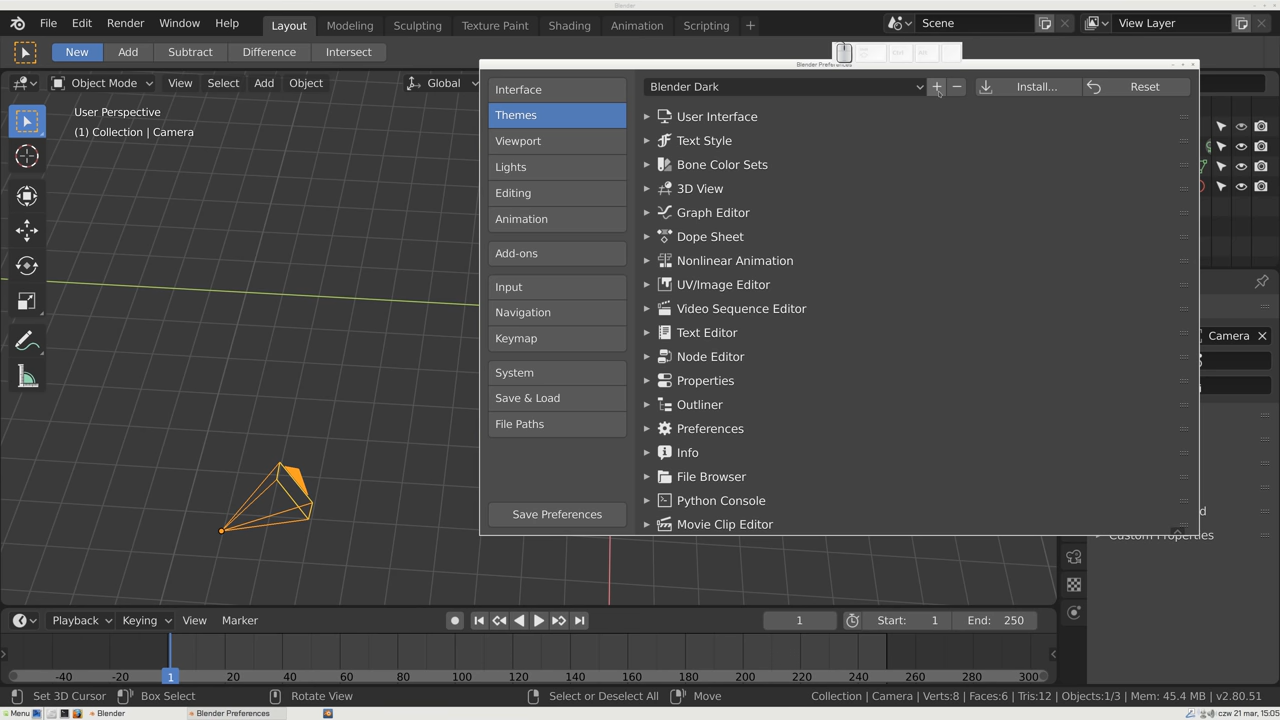 Blender
File Edit Render Window Help Layout Modeling Sculpting Texture Paint Shading Animation Scripting + Scene View Layer
New Add Subtract Difference Intersect
Blender Preferences
Object Mode View Select Add Object Global
User Perspective
(1) Collection | Camera
Interface
Themes
Viewport
Lights
Editing
Animation
Add-ons
Input
Navigation
Keymap
System
Save & Load
File Paths
Save Preferences
Blender Dark + − Install... Reset
User Interface
Text Style
Bone Color Sets
3D View
Graph Editor
Dope Sheet
Nonlinear Animation
UV/Image Editor
Video Sequence Editor
Text Editor
Node Editor
Properties
Outliner
Preferences
Info
File Browser
Python Console
Movie Clip Editor
Camera
Custom Properties
Playback Keying View Marker 1 Start: 1 End: 250
-40 -20 1 20 40 60 80 100 120 140 160 180 200 220 240 260 280 300
Set 3D Cursor Box Select Rotate View Select or Deselect All Move Collection | Camera | Verts:8 | Faces:6 | Tris:12 | Objects:1/3 | Mem: 45.4 MB | v2.80.51
Menu Blender Blender Preferences czw 21 mar, 15:05